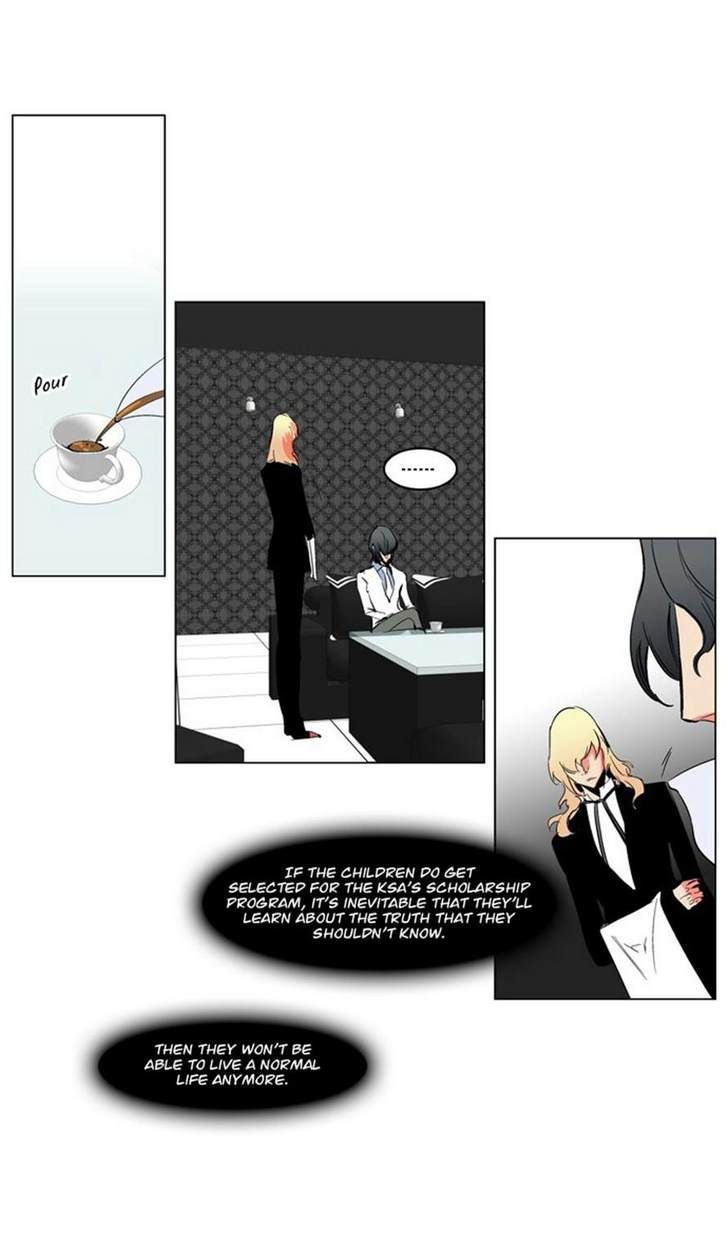 Pour
......
IF THE CHILDREN DO GET
SELECTED FOR THE KSA'S SCHOLARSHIP
PROGRAM, IT'S INEVITABLE THAT THEY'LL
LEARN ABOUT THE TRUTH THAT THEY
SHOULDN'T KNOW.
THEN THEY WON'T BE
ABLE TO LIVE A NORMAL
LIFE ANYMORE.